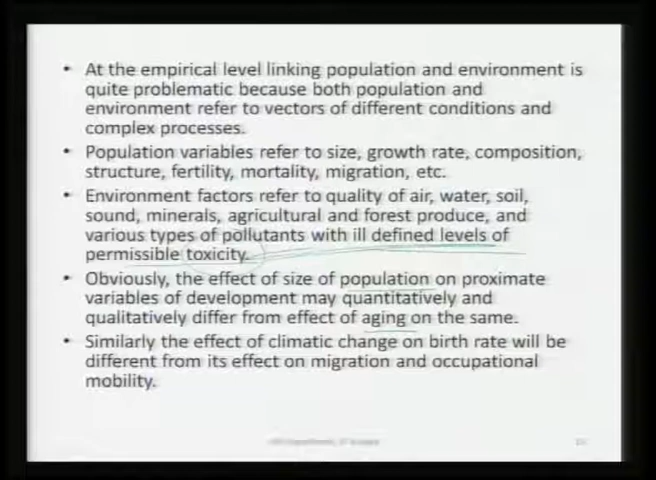 • At the empirical level linking population and environment is
quite problematic because both population and
environment refer to vectors of different conditions and
complex processes.
• Population variables refer to size, growth rate, composition,
structure, fertility, mortality, migration, etc.
• Environment factors refer to quality of air, water, soil,
sound, minerals, agricultural and forest produce, and
various types of pollutants with ill defined levels of
permissible toxicity.
• Obviously, the effect of size of population on proximate
variables of development may quantitatively and
qualitatively differ from effect of aging on the same.
• Similarly the effect of climatic change on birth rate will be
different from its effect on migration and occupational
mobility.